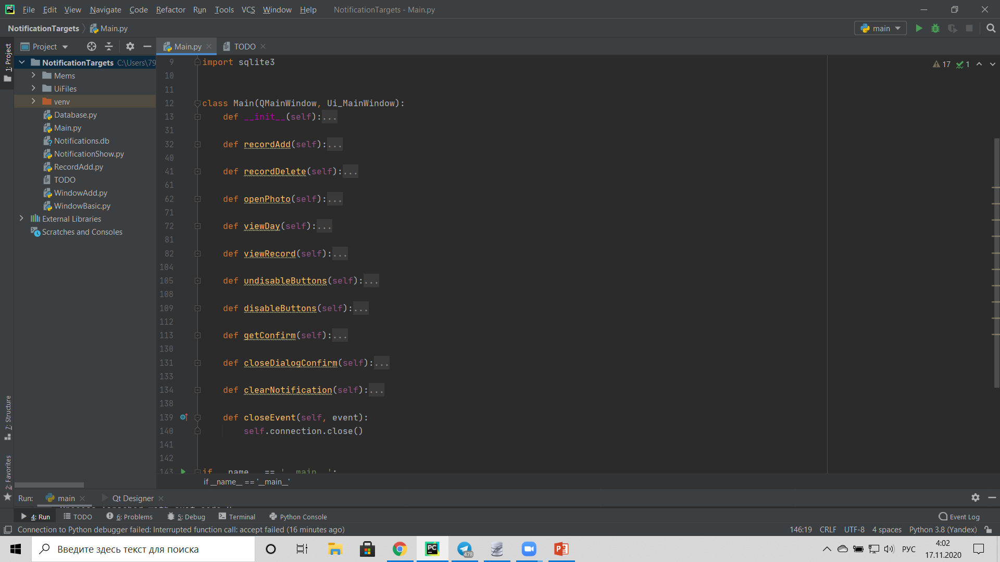 File Edit View Navigate Code Refactor Run Tools VCS Window Help NotificationTargets - Main.py
NotificationTargets Main.py main
1: Project
Project
Main.py TODO
NotificationTargets C:\Users\79
Mems
UiFiles
venv
Database.py
Main.py
Notifications.db
NotificationShow.py
RecordAdd.py
TODO
WindowAdd.py
WindowBasic.py
External Libraries
Scratches and Consoles
7: Structure
2: Favorites
17 1
9 import sqlite3
10
11
12 class Main(QMainWindow, Ui_MainWindow):
13 def __init__(self):...
31
32 def recordAdd(self):...
40
41 def recordDelete(self):...
61
62 def openPhoto(self):...
71
72 def viewDay(self):...
81
82 def viewRecord(self):...
104
105 def undisableButtons(self):...
108
109 def disableButtons(self):...
112
113 def getConfirm(self):...
130
131 def closeDialogConfirm(self):...
133
134 def clearNotification(self):...
138
139 def closeEvent(self, event):
140 self.connection.close()
141
142
143 if __name__ == '__main__':
if __name__ == '__main__'
Run: main Qt Designer
4: Run TODO 6: Problems 5: Debug Terminal Python Console Event Log
Connection to Python debugger failed: Interrupted function call: accept failed (16 minutes ago) 146:19 CRLF UTF-8 4 spaces Python 3.8 (Yandex)
Введите здесь текст для поиска
PC
478
P
РУС
4:02
17.11.2020